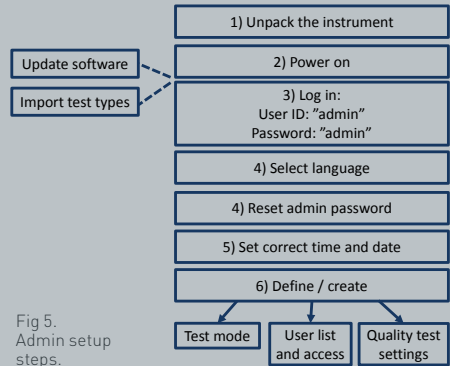 1) Unpack the instrument
Update software
2) Power on
Import test types
3) Log in:
User ID: ”admin”
Password: ”admin”
4) Select language
4) Reset admin password
5) Set correct time and date
6) Define / create
Test mode
User list
and access
Quality test
settings
Fig 5.
Admin setup
steps.